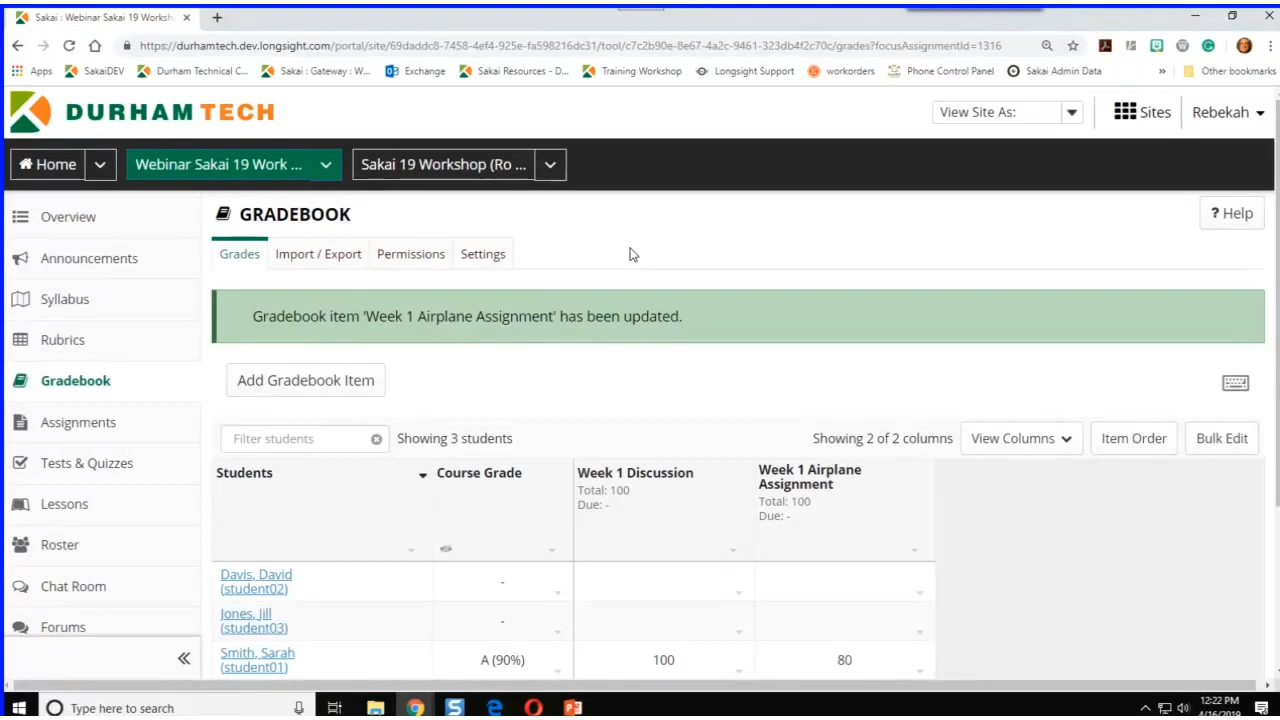 Sakai : Webinar Sakai 19 Worksh
https://durhamtech.dev.longsight.com/portal/site/69daddc8-7458-4ef4-925e-fa598216dc31/tool/c7c2b90e-8e67-4a2c-9461-323db4f2c70c/grades?focusAssignmentId=1316
Apps SakaiDEV Durham Technical C... Sakai : Gateway : W... Exchange Sakai Resources - D... Training Workshop Longsight Support workorders Phone Control Panel Sakai Admin Data » Other bookmarks
DURHAM TECH
View Site As:
Sites
Rebekah
Home
Webinar Sakai 19 Work ...
Sakai 19 Workshop (Ro ...
Overview
Announcements
Syllabus
Rubrics
Gradebook
Assignments
Tests & Quizzes
Lessons
Roster
Chat Room
Forums
GRADEBOOK
? Help
Grades Import / Export Permissions Settings
Gradebook item 'Week 1 Airplane Assignment' has been updated.
Add Gradebook Item
Filter students
Showing 3 students
Showing 2 of 2 columns
View Columns
Item Order
Bulk Edit
Students
Course Grade
Week 1 Discussion
Total: 100
Due: -
Week 1 Airplane
Assignment
Total: 100
Due: -
Davis, David
(student02)
-
Jones, Jill
(student03)
-
Smith, Sarah
(student01)
A (90%)
100
80
Type here to search
12:22 PM
4/16/2019